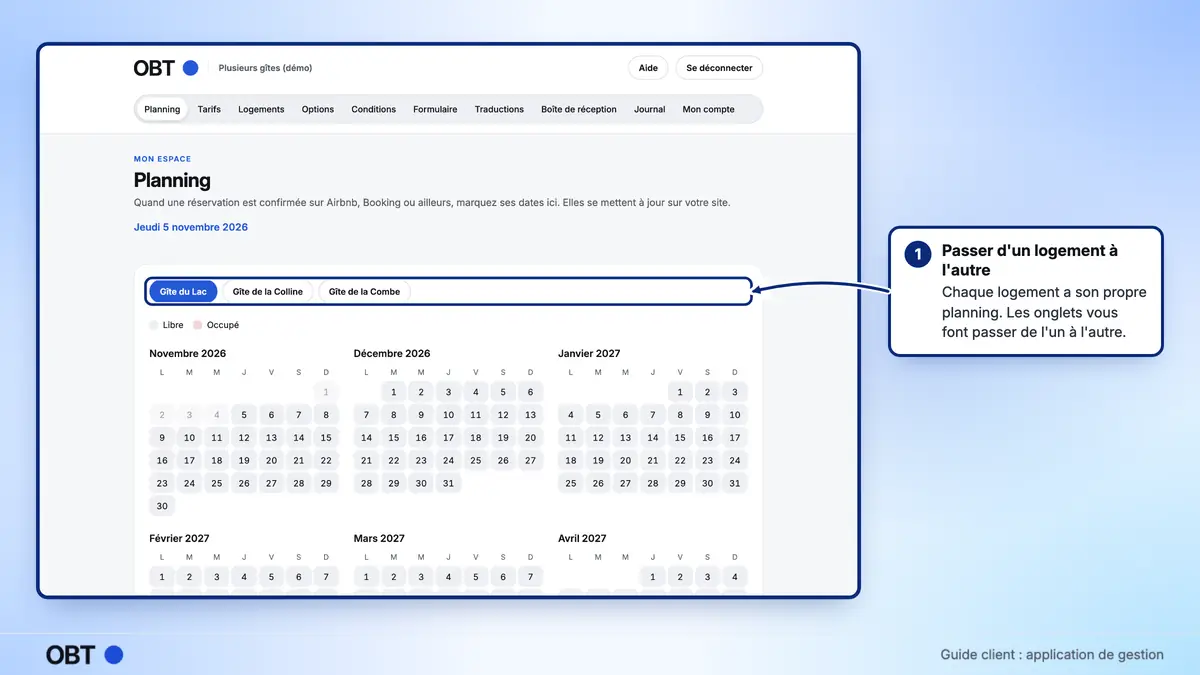 OBT
Plusieurs gîtes (démo)
Aide
Se déconnecter
Planning Tarifs Logements Options Conditions Formulaire Traductions Boîte de réception Journal Mon compte
MON ESPACE
Planning
Quand une réservation est confirmée sur Airbnb, Booking ou ailleurs, marquez ses dates ici. Elles se mettent à jour sur votre site.
Jeudi 5 novembre 2026
Gîte du Lac Gîte de la Colline Gîte de la Combe
Libre Occupé
Novembre 2026
L M M J V S D
1
2 3 4 5 6 7 8
9 10 11 12 13 14 15
16 17 18 19 20 21 22
23 24 25 26 27 28 29
30
Décembre 2026
L M M J V S D
1 2 3 4 5 6
7 8 9 10 11 12 13
14 15 16 17 18 19 20
21 22 23 24 25 26 27
28 29 30 31
Janvier 2027
L M M J V S D
1 2 3
4 5 6 7 8 9 10
11 12 13 14 15 16 17
18 19 20 21 22 23 24
25 26 27 28 29 30 31
Février 2027
L M M J V S D
1 2 3 4 5 6 7
Mars 2027
L M M J V S D
1 2 3 4 5 6 7
Avril 2027
L M M J V S D
1 2 3 4
1
Passer d'un logement à
l'autre
Chaque logement a son propre
planning. Les onglets vous
font passer de l'un à l'autre.
OBT
Guide client : application de gestion